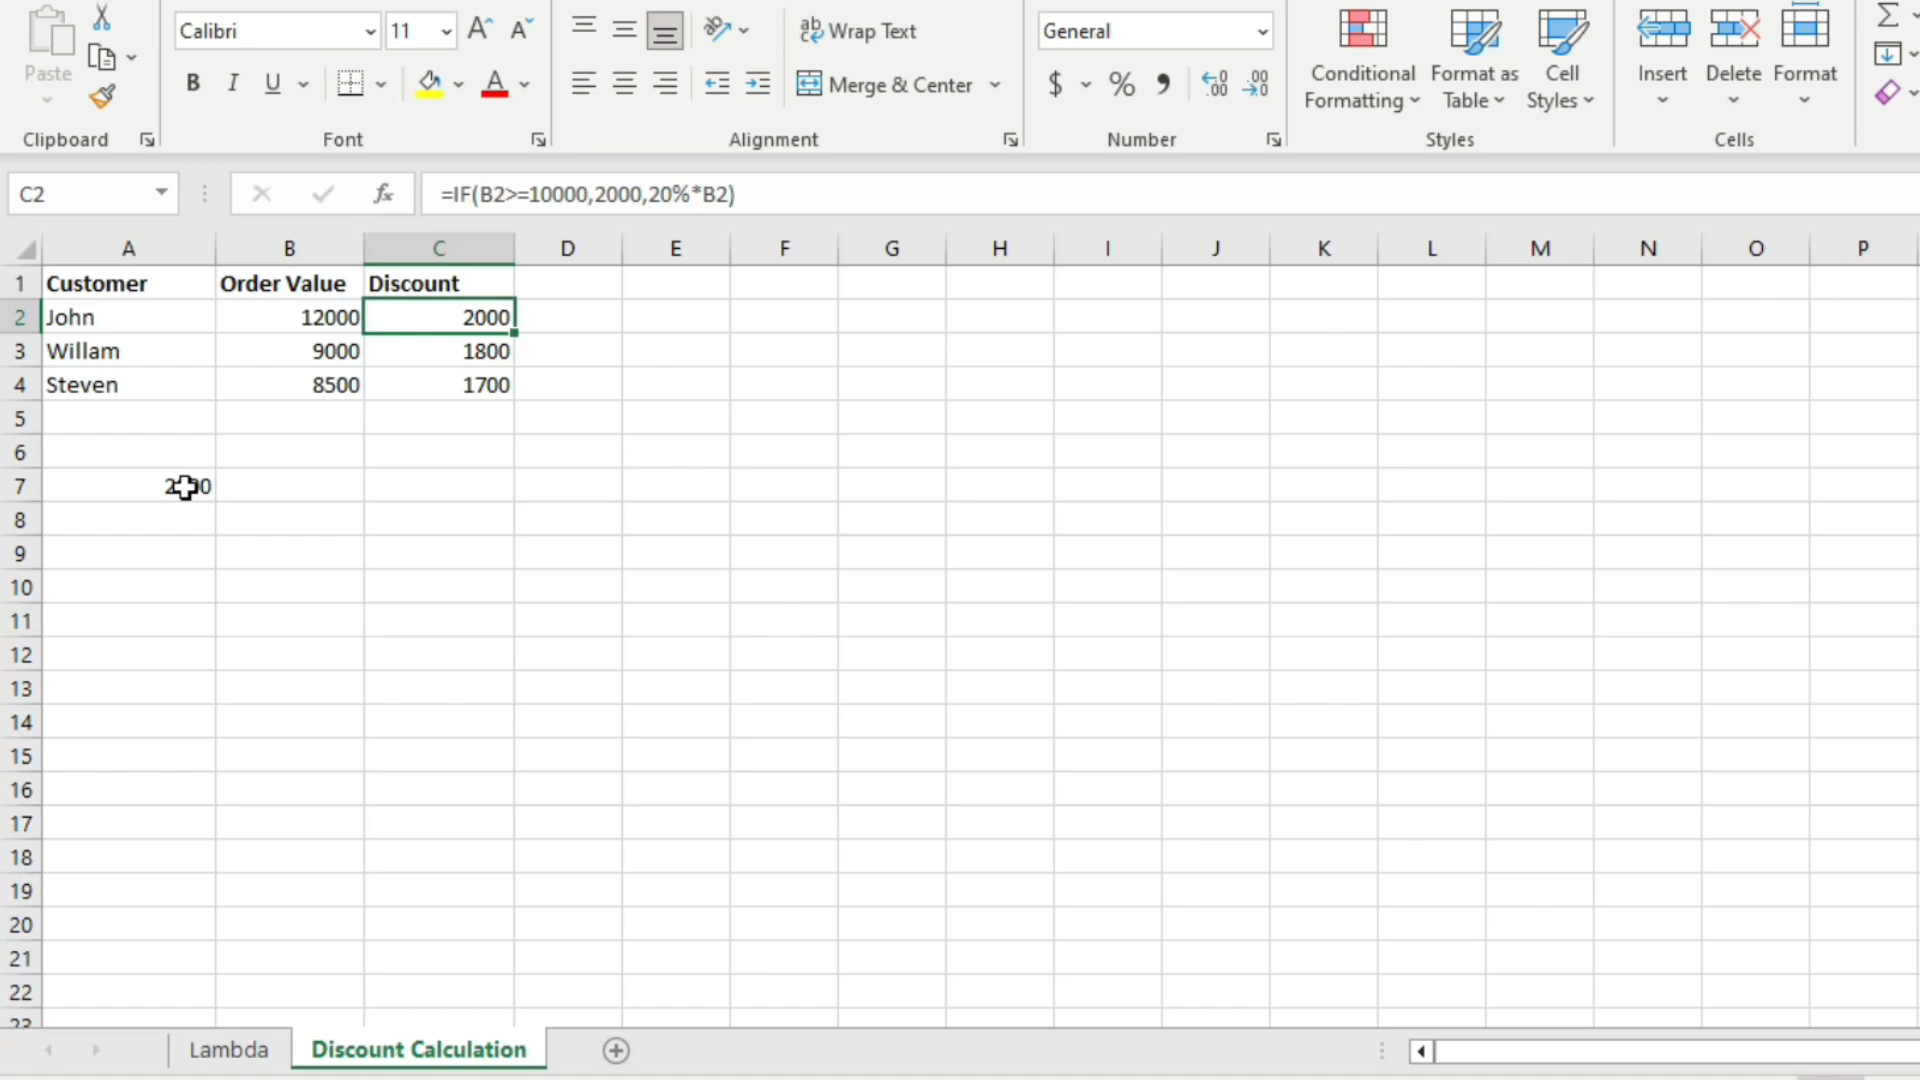 Calibri 11 Wrap Text General
Paste B I U Merge & Center $ % Conditional Formatting Format as Table Cell Styles Insert Delete Format
Clipboard Font Alignment Number Styles Cells
C2 fx =IF(B2>=10000,2000,20%*B2)
A B C D E F G H I J K L M N O P
1 Customer Order Value Discount
2 John 12000 2000
3 Willam 9000 1800
4 Steven 8500 1700
5
6
7
8
9
10
11
12
13
14
15
16
17
18
19
20
21
22
23
Lambda Discount Calculation